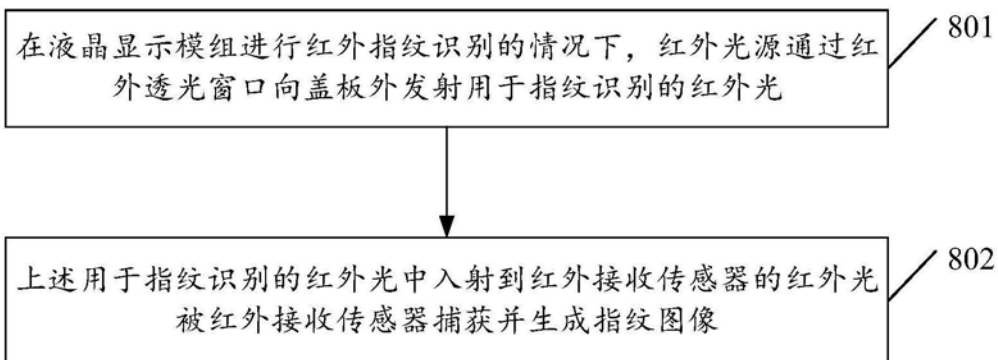 在液晶显示模组进行红外指纹识别的情况下，红外光源通过红
外透光窗口向盖板外发射用于指纹识别的红外光
801
上述用于指纹识别的红外光中入射到红外接收传感器的红外光
被红外接收传感器捕获并生成指纹图像
802